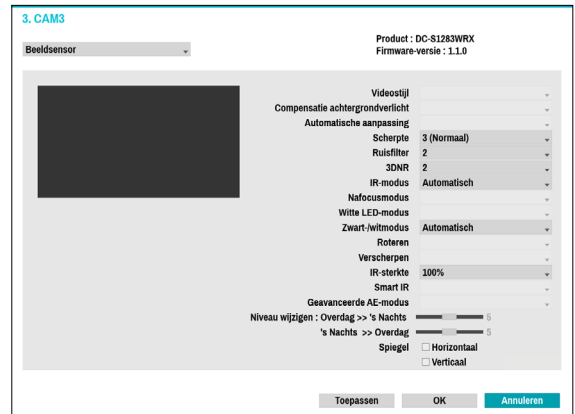 3. CAM3
Beeldsensor
Product : DC-S1283WRX
Firmware-versie : 1.1.0
Videostijl
Compensatie achtergrondverlicht
Automatische aanpassing
Scherpte 3 (Normaal)
Ruisfilter 2
3DNR 2
IR-modus Automatisch
Nafocusmodus
Witte LED-modus
Zwart-/witmodus Automatisch
Roteren
Verscherpen
IR-sterkte 100%
Smart IR
Geavanceerde AE-modus
Niveau wijzigen : Overdag >> 's Nachts 5
's Nachts >> Overdag 5
Spiegel Horizontaal
Verticaal
Toepassen OK Annuleren